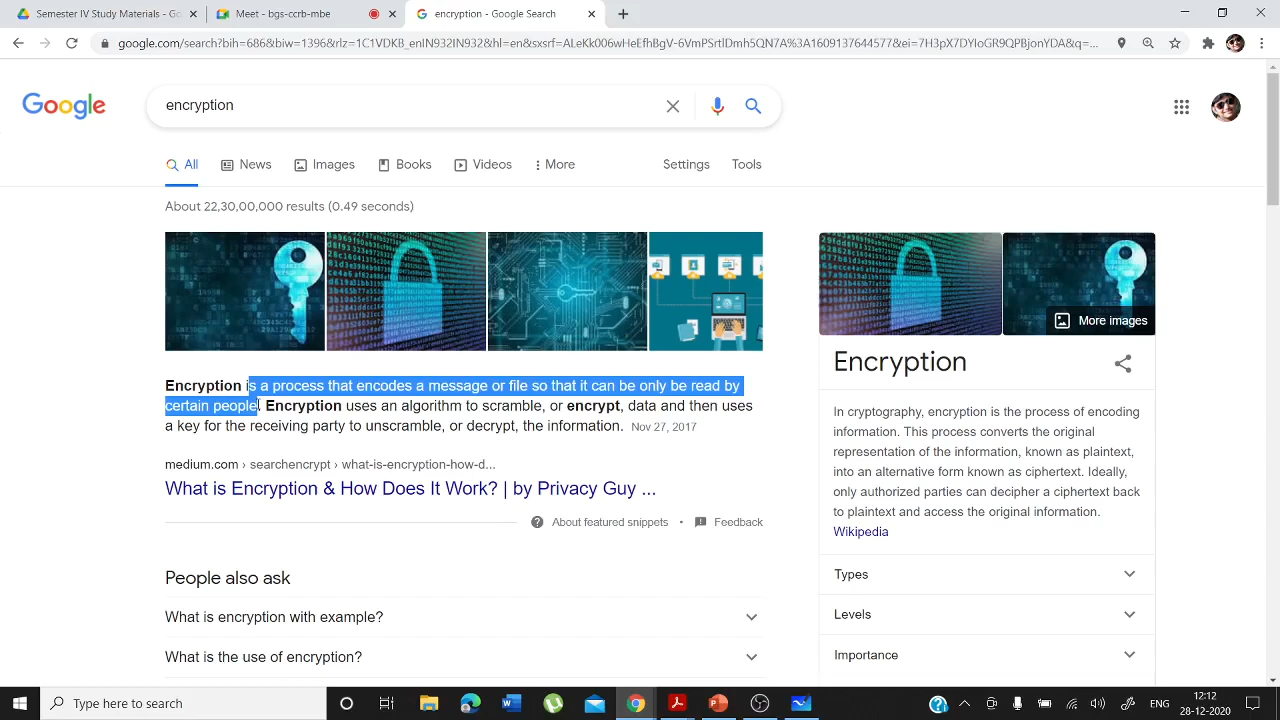 Semester IV Study Materials - Go
Meet - bgs-ccrb-mbe
encryption - Google Search
google.com/search?bih=686&biw=1396&rlz=1C1VDKB_enIN932IN932&hl=en&sxsrf=ALeKk006wHeEfhBgV-6VmPSrtlDmh5QN7A%3A1609137644577&ei=7H3pX7DYIoGR9QPBjonYDA&q=...
Google
encryption
All
News
Images
Books
Videos
More
Settings
Tools
About 22,30,00,000 results (0.49 seconds)
More images
Encryption is a process that encodes a message or file so that it can be only be read by
certain people. Encryption uses an algorithm to scramble, or encrypt, data and then uses
a key for the receiving party to unscramble, or decrypt, the information. Nov 27, 2017
medium.com › searchencrypt › what-is-encryption-how-d...
What is Encryption & How Does It Work? | by Privacy Guy ...
About featured snippets • Feedback
People also ask
What is encryption with example?
What is the use of encryption?
Encryption
In cryptography, encryption is the process of encoding
information. This process converts the original
representation of the information, known as plaintext,
into an alternative form known as ciphertext. Ideally,
only authorized parties can decipher a ciphertext back
to plaintext and access the original information.
Wikipedia
Types
Levels
Importance
Type here to search
ENG
12:12
28-12-2020